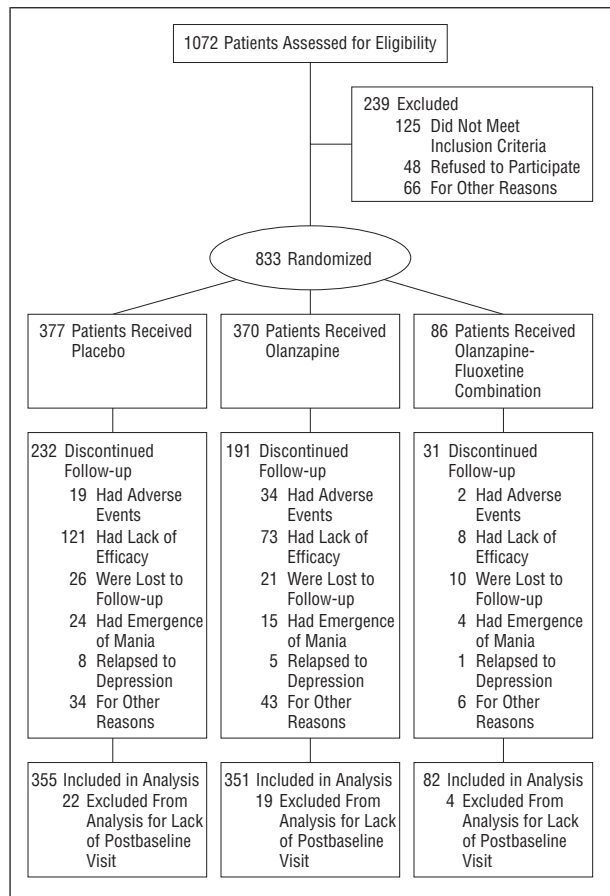 1072 Patients Assessed for Eligibility
239 Excluded
125 Did Not Meet
Inclusion Criteria
48 Refused to Participate
66 For Other Reasons
833 Randomized
377 Patients Received
Placebo
370 Patients Received
Olanzapine
86 Patients Received
Olanzapine-
Fluoxetine
Combination
232 Discontinued
Follow-up
19 Had Adverse
Events
121 Had Lack of
Efficacy
26 Were Lost to
Follow-up
24 Had Emergence
of Mania
8 Relapsed to
Depression
34 For Other
Reasons
191 Discontinued
Follow-up
34 Had Adverse
Events
73 Had Lack of
Efficacy
21 Were Lost to
Follow-up
15 Had Emergence
of Mania
5 Relapsed to
Depression
43 For Other
Reasons
31 Discontinued
Follow-up
2 Had Adverse
Events
8 Had Lack of
Efficacy
10 Were Lost to
Follow-up
4 Had Emergence
of Mania
1 Relapsed to
Depression
6 For Other
Reasons
355 Included in Analysis
22 Excluded From
Analysis for Lack
of Postbaseline
Visit
351 Included in Analysis
19 Excluded From
Analysis for Lack
of Postbaseline
Visit
82 Included in Analysis
4 Excluded From
Analysis for Lack
of Postbaseline
Visit